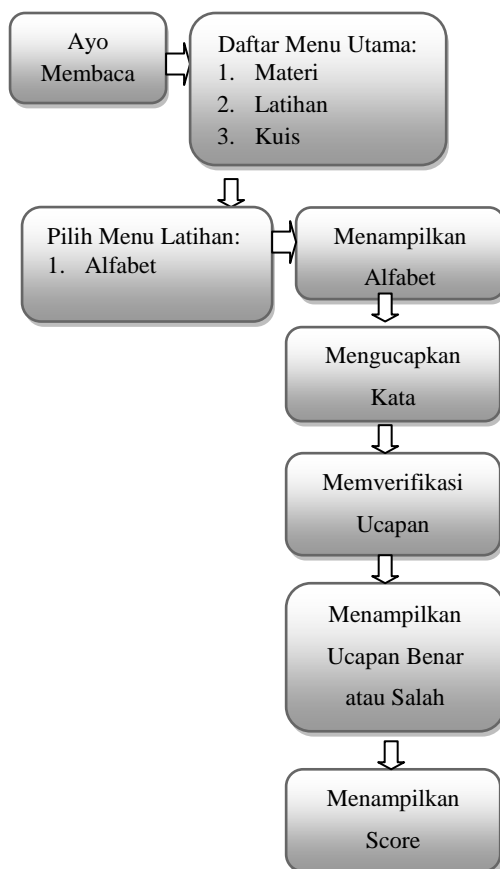 Ayo
Membaca
Daftar Menu Utama:
1. Materi
2. Latihan
3. Kuis
Pilih Menu Latihan:
1. Alfabet
Menampilkan
Alfabet
Mengucapkan
Kata
Memverifikasi
Ucapan
Menampilkan
Ucapan Benar
atau Salah
Menampilkan
Score